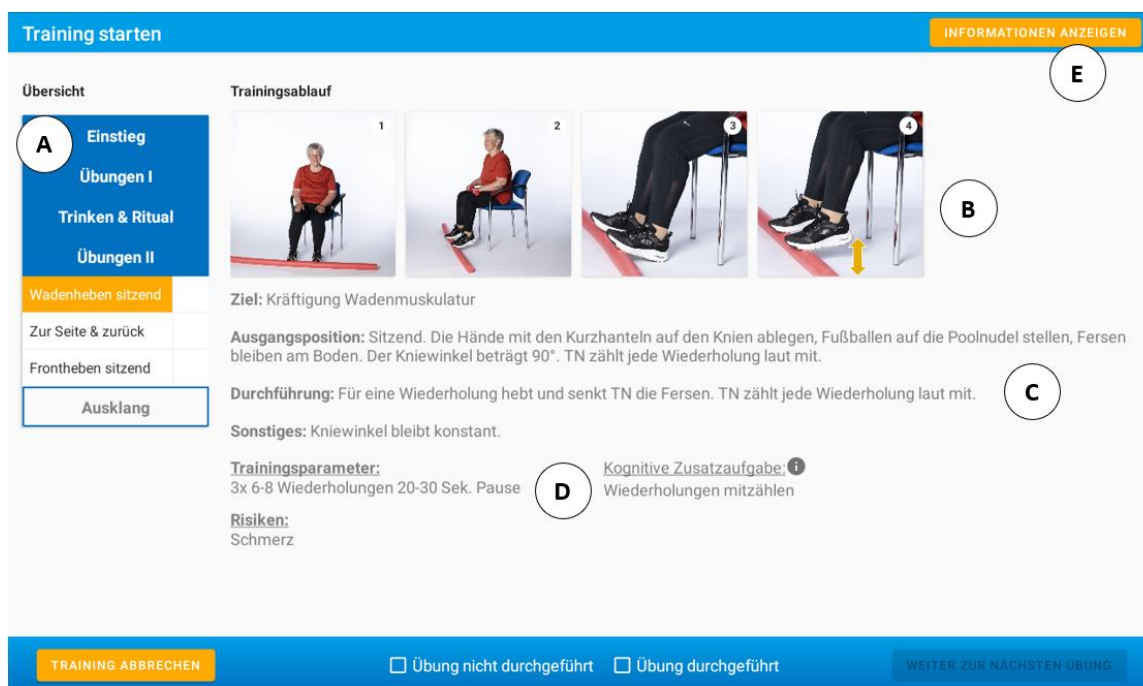 Training starten
INFORMATIONEN ANZEIGEN
E
Übersicht
A
Einstieg
Übungen I
Trinken & Ritual
Übungen II
Wadenheben sitzend
Zur Seite & zurück
Frontheben sitzend
Ausklang
Trainingsablauf
1
2
3
4
B
Ziel: Kräftigung Wadenmuskulatur
Ausgangsposition: Sitzend. Die Hände mit den Kurzhanteln auf den Knien ablegen, Fußballen auf die Poolnudel stellen, Fersen
bleiben am Boden. Der Kniewinkel beträgt 90°. TN zählt jede Wiederholung laut mit.
Durchführung: Für eine Wiederholung hebt und senkt TN die Fersen. TN zählt jede Wiederholung laut mit.
C
Sonstiges: Kniewinkel bleibt konstant.
Trainingsparameter:
3x 6-8 Wiederholungen 20-30 Sek. Pause
D
Kognitive Zusatzaufgabe: i
Wiederholungen mitzählen
Risiken:
Schmerz
TRAINING ABBRECHEN
Übung nicht durchgeführt
Übung durchgeführt
WEITER ZUR NÄCHSTEN ÜBUNG